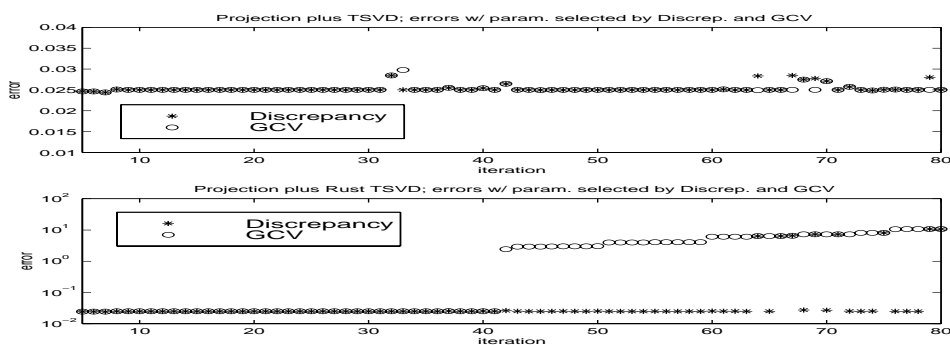 Projection plus TSVD; errors w/ param. selected by Discrep. and GCV
0.04
0.035
0.03
0.025
0.02
0.015
0.01
error
Discrepancy
GCV
10 20 30 40 50 60 70 80
iteration
Projection plus Rust TSVD; errors w/ param. selected by Discrep. and GCV
10^2
10^1
10^0
10^-1
10^-2
error
Discrepancy
GCV
10 20 30 40 50 60 70 80
iteration